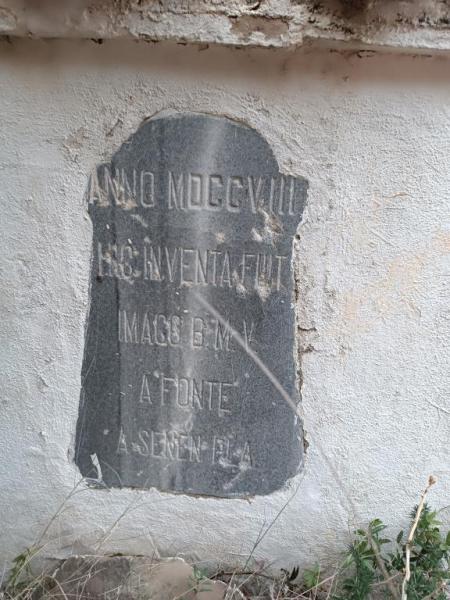 ANNO MDCCVIII
HIC INVENTA FUIT
IMAGO B. M. V.
A FONTE
A SENEN PLA